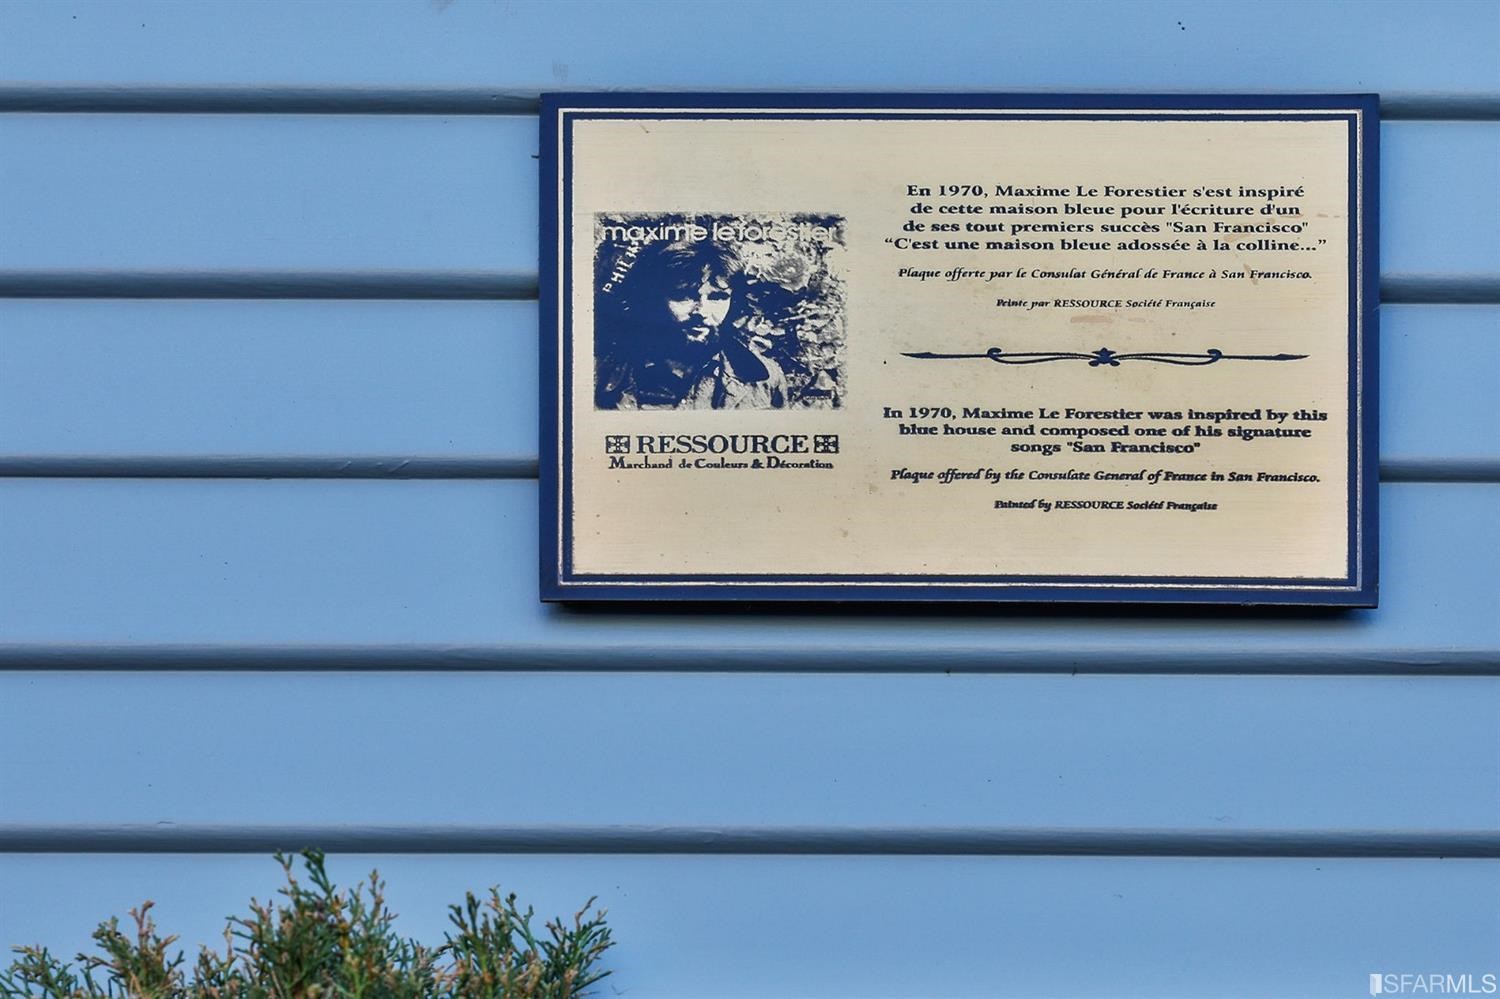 maxime le forestier
RESSOURCE
Marchand de Couleurs & Décoration
En 1970, Maxime Le Forestier s'est inspiré
de cette maison bleue pour l'écriture d'un
de ses tout premiers succès "San Francisco"
“C'est une maison bleue adossée à la colline...”
Plaque offerte par le Consulat Général de France à San Francisco.
Peinte par RESSOURCE Société Française
In 1970, Maxime Le Forestier was inspired by this
blue house and composed one of his signature
songs "San Francisco"
Plaque offered by the Consulate General of France in San Francisco.
Painted by RESSOURCE Société Française
SFARMLS